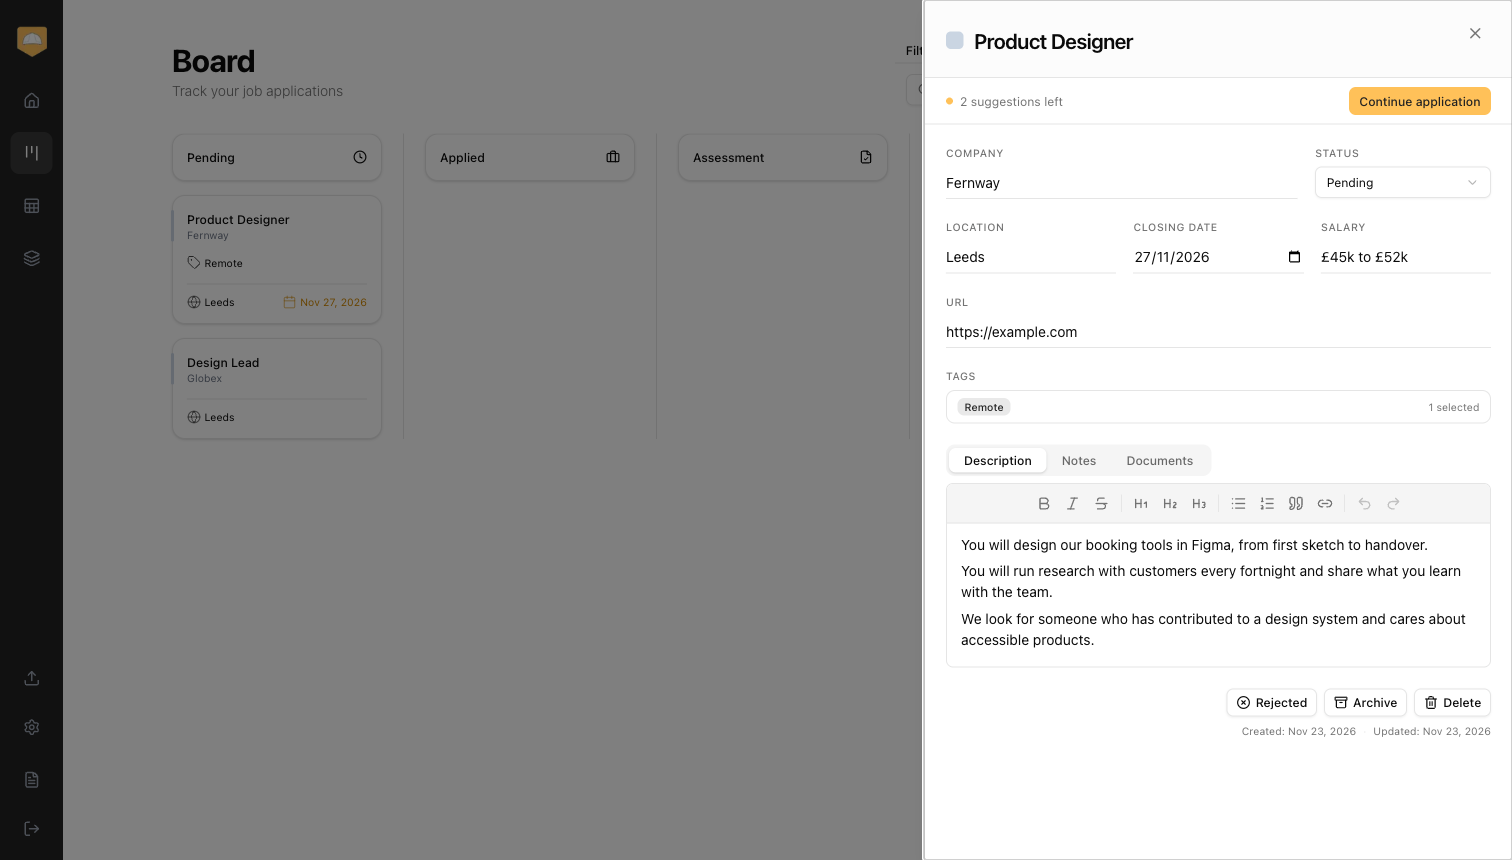 Board
Track your job applications
Pending
Applied
Assessment
Product Designer
Fernway
Remote
Leeds
Nov 27, 2026
Design Lead
Globex
Leeds
Product Designer
2 suggestions left
Continue application
COMPANY
STATUS
Fernway
Pending
LOCATION
CLOSING DATE
SALARY
Leeds
27/11/2026
£45k to £52k
URL
https://example.com
TAGS
Remote
1 selected
Description
Notes
Documents
H1
H2
H3
You will design our booking tools in Figma, from first sketch to handover.
You will run research with customers every fortnight and share what you learn
with the team.
We look for someone who has contributed to a design system and cares about
accessible products.
Rejected
Archive
Delete
Created: Nov 23, 2026 · Updated: Nov 23, 2026